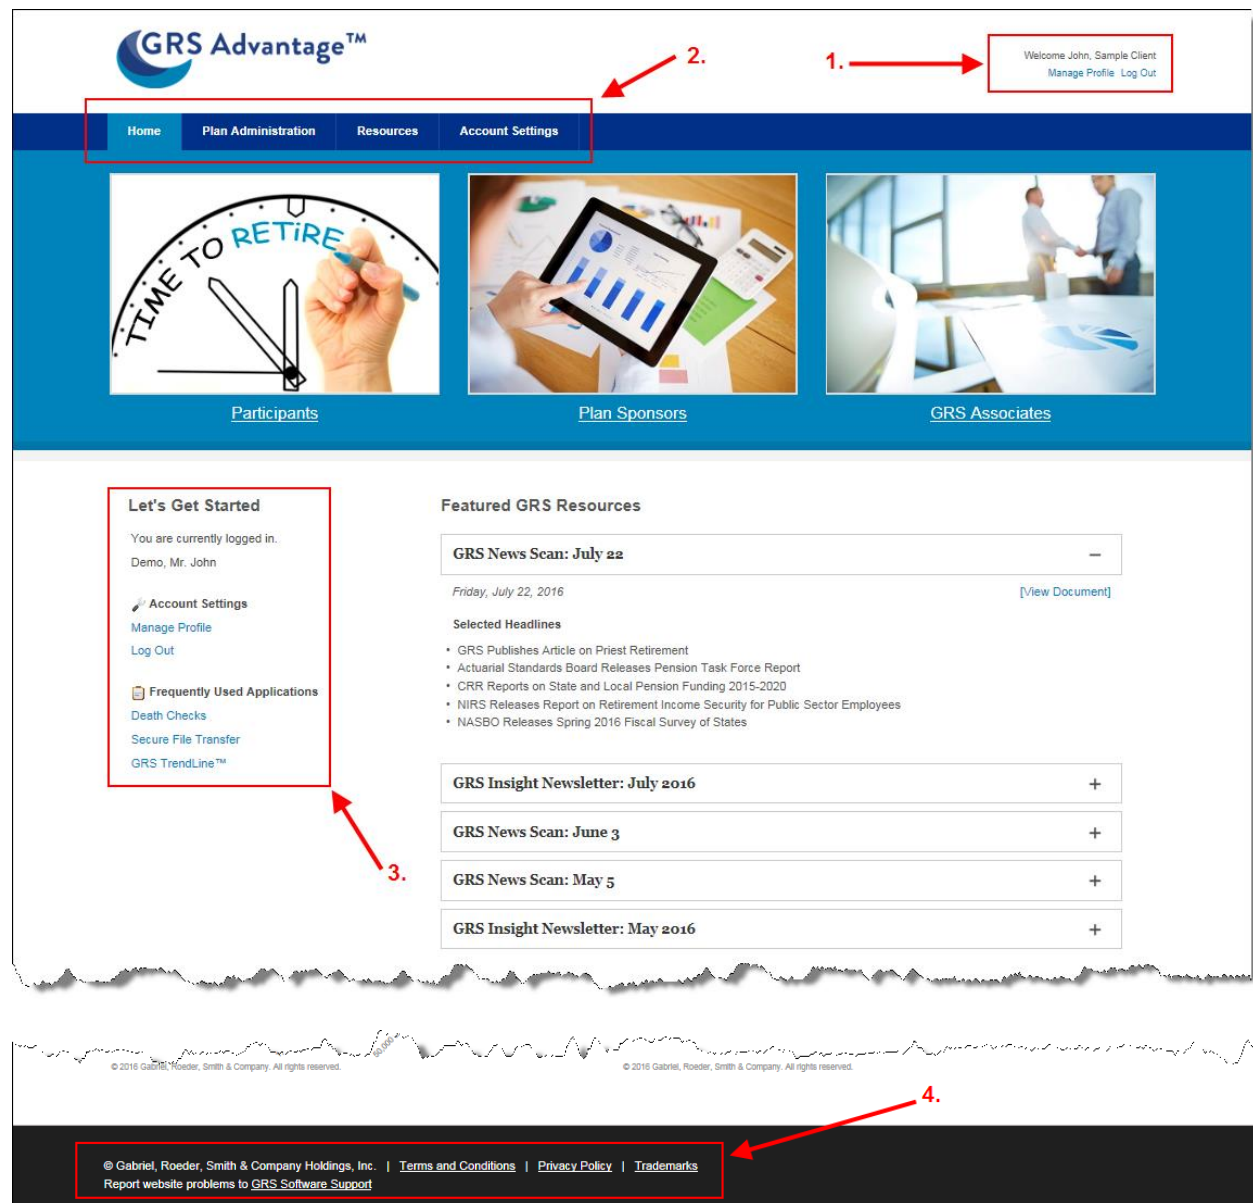 GRS Advantage™
2.
1.
Welcome John, Sample Client
Manage Profile Log Out
Home Plan Administration Resources Account Settings
TIME TO RETIRE
Participants Plan Sponsors GRS Associates
Let's Get Started
You are currently logged in.
Demo, Mr. John
Account Settings
Manage Profile
Log Out
Frequently Used Applications
Death Checks
Secure File Transfer
GRS TrendLine™
3.
Featured GRS Resources
GRS News Scan: July 22 –
Friday, July 22, 2016 [View Document]
Selected Headlines
• GRS Publishes Article on Priest Retirement
• Actuarial Standards Board Releases Pension Task Force Report
• CRR Reports on State and Local Pension Funding 2015-2020
• NIRS Releases Report on Retirement Income Security for Public Sector Employees
• NASBO Releases Spring 2016 Fiscal Survey of States
GRS Insight Newsletter: July 2016 +
GRS News Scan: June 3 +
GRS News Scan: May 5 +
GRS Insight Newsletter: May 2016 +
50,000
© 2016 Gabriel, Roeder, Smith & Company. All rights reserved. © 2016 Gabriel, Roeder, Smith & Company. All rights reserved.
4.
© Gabriel, Roeder, Smith & Company Holdings, Inc. | Terms and Conditions | Privacy Policy | Trademarks
Report website problems to GRS Software Support